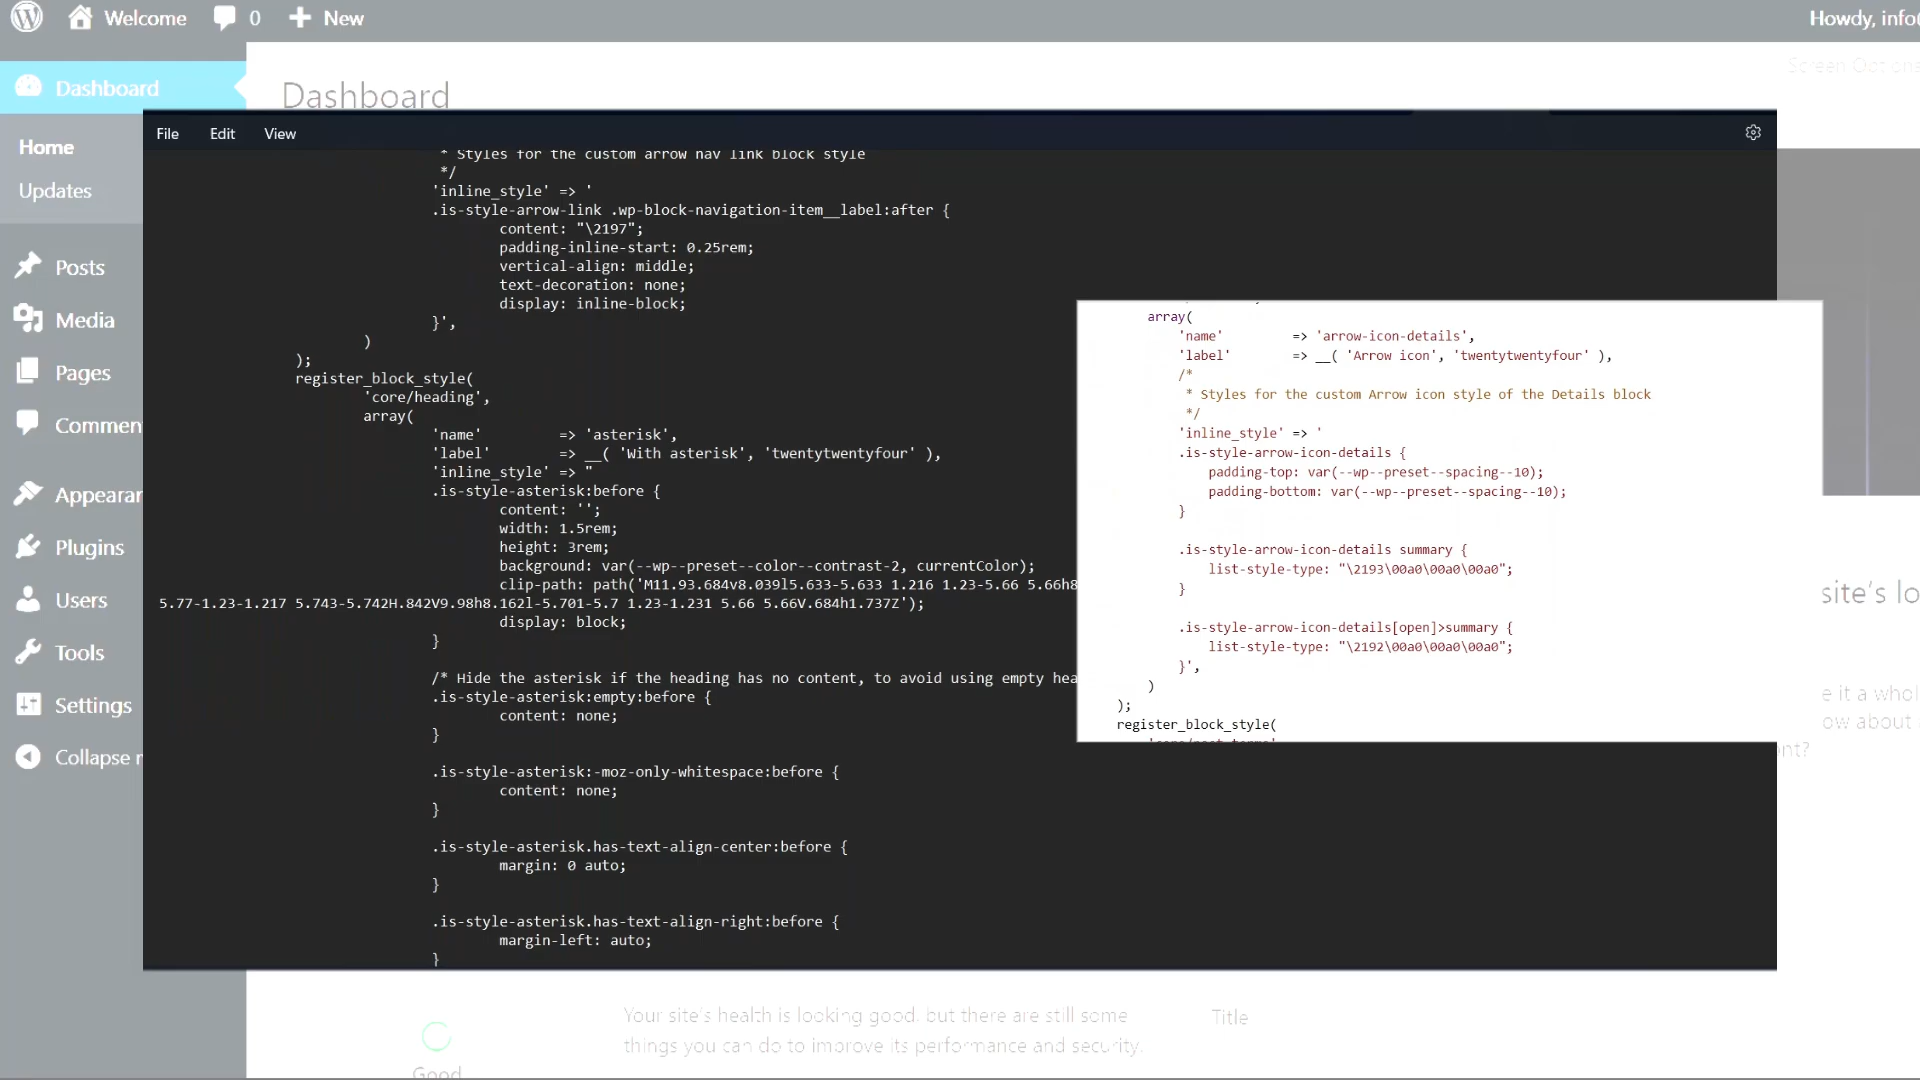 Welcome
0
New
Howdy, info
Dashboard
Home
Updates
Posts
Media
Pages
Commen
Appearan
Plugins
Users
Tools
Settings
Collapse
Dashboard
Screen Options
File
Edit
View
* Styles for the custom arrow nav link block style
*/
'inline_style' => '
.is-style-arrow-link .wp-block-navigation-item__label:after {
content: "\2197";
padding-inline-start: 0.25rem;
vertical-align: middle;
text-decoration: none;
display: inline-block;
}',
)
);
register_block_style(
'core/heading',
array(
'name' => 'asterisk',
'label' => __( 'With asterisk', 'twentytwentyfour' ),
'inline_style' => "
.is-style-asterisk:before {
content: '';
width: 1.5rem;
height: 3rem;
background: var(--wp--preset--color--contrast-2, currentColor);
clip-path: path('M11.93.684v8.039l5.633-5.633 1.216 1.23-5.66 5.66h8
5.77-1.23-1.217 5.743-5.742H.842V9.98h8.162l-5.701-5.7 1.23-1.231 5.66 5.66V.684h1.737Z');
display: block;
}
/* Hide the asterisk if the heading has no content, to avoid using empty hea
.is-style-asterisk:empty:before {
content: none;
}
.is-style-asterisk:-moz-only-whitespace:before {
content: none;
}
.is-style-asterisk.has-text-align-center:before {
margin: 0 auto;
}
.is-style-asterisk.has-text-align-right:before {
margin-left: auto;
}
array(
'name' => 'arrow-icon-details',
'label' => __( 'Arrow icon', 'twentytwentyfour' ),
/*
* Styles for the custom Arrow icon style of the Details block
*/
'inline_style' => '
.is-style-arrow-icon-details {
padding-top: var(--wp--preset--spacing--10);
padding-bottom: var(--wp--preset--spacing--10);
}
.is-style-arrow-icon-details summary {
list-style-type: "\2193\00a0\00a0\00a0";
}
.is-style-arrow-icon-details[open]>summary {
list-style-type: "\2192\00a0\00a0\00a0";
}',
)
);
register_block_style(
site's lo
e it a whol
ow about
nt?
Your site's health is looking good, but there are still some
things you can do to improve its performance and security.
Good
Title